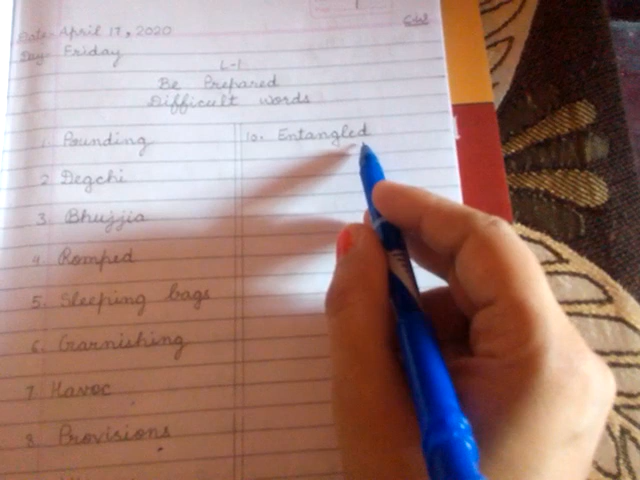 Date- April 17, 2020
Day- Friday
L-1
Be Prepared
Difficult words
1. Pounding
2 Degchi
3 Bhujjia
4. Romped
5. Sleeping bags
6. Garnishing
7 Havoc
8 Provisions
10. Entangled